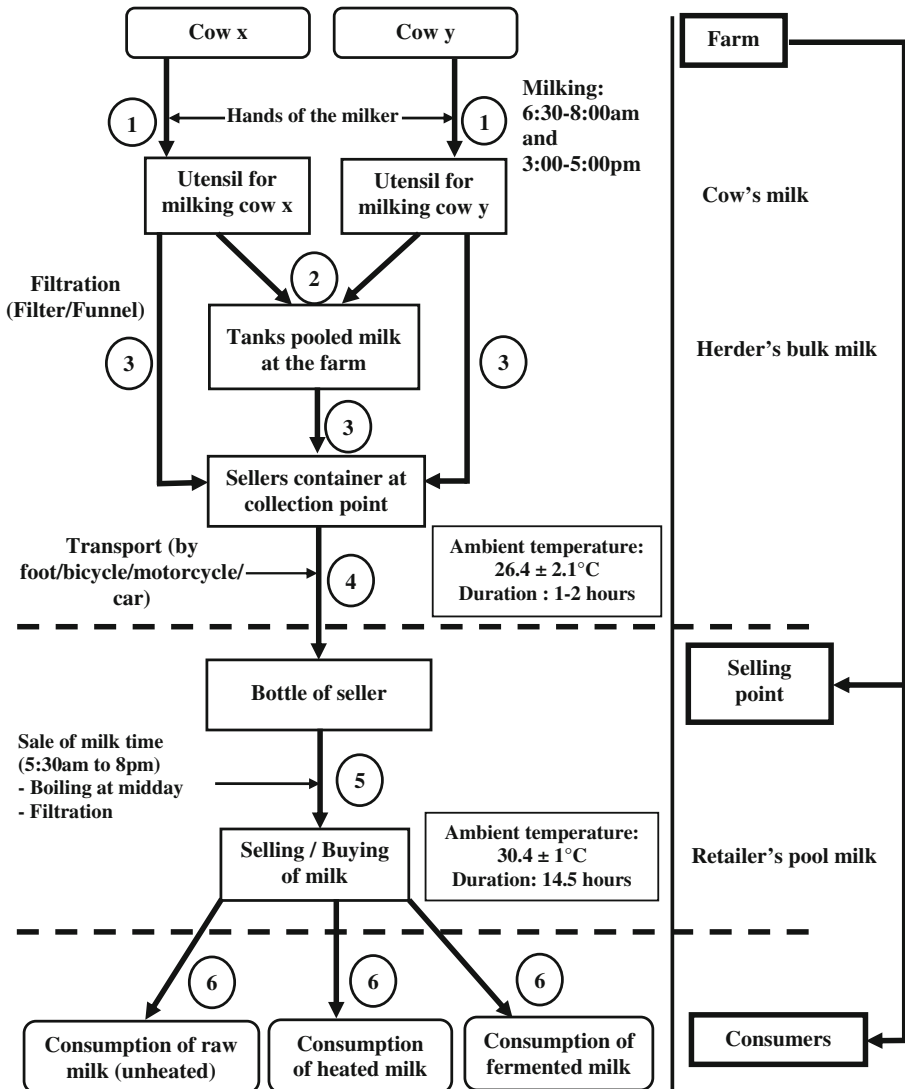 Cow x
Cow y
Farm
1
Hands of the milker
1
Milking:
6:30-8:00am
and
3:00-5:00pm
Utensil for
milking cow x
Utensil for
milking cow y
Cow's milk
Filtration
(Filter/Funnel)
2
3
Tanks pooled milk
at the farm
3
Herder's bulk milk
3
Sellers container at
collection point
Transport (by
foot/bicycle/motorcycle/
car)
4
Ambient temperature:
26.4 ± 2.1°C
Duration : 1-2 hours
Bottle of seller
Selling
point
Sale of milk time
(5:30am to 8pm)
- Boiling at midday
- Filtration
5
Selling / Buying
of milk
Ambient temperature:
30.4 ± 1°C
Duration: 14.5 hours
Retailer's pool milk
6
6
6
Consumption of raw
milk (unheated)
Consumption
of heated milk
Consumption of
fermented milk
Consumers